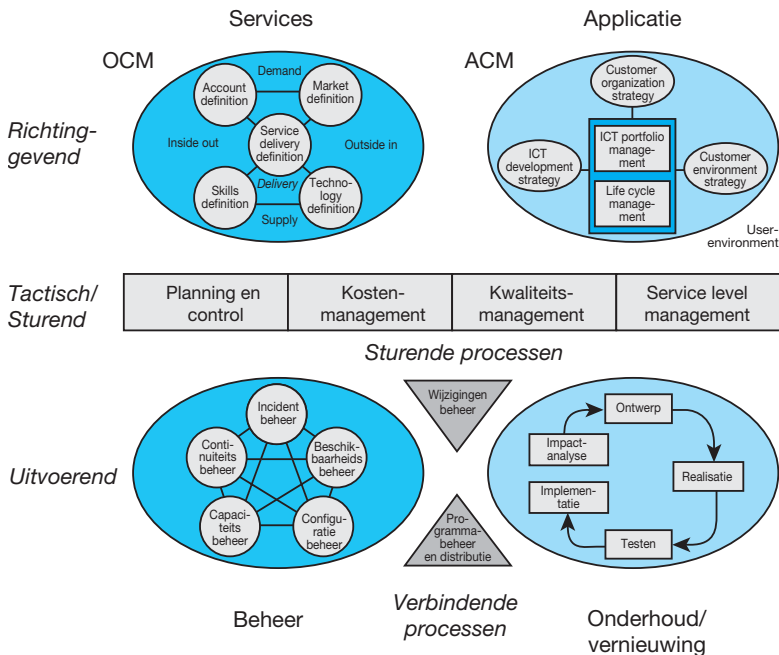 Services
Applicatie
OCM
ACM
Richting-
gevend
Demand
Account
definition
Market
definition
Inside out
Service
delivery
definition
Outside in
Skills
definition
Delivery
Technology
definition
Supply
Customer
organization
strategy
ICT portfolio
manage-
ment
ICT
development
strategy
Customer
environment
strategy
Life cycle
manage-
ment
User-
environment
Tactisch/
Sturend
Planning en
control
Kosten-
management
Kwaliteits-
management
Service level
management
Sturende processen
Uitvoerend
Incident
beheer
Conti-
nuiteits
beheer
Beschik-
baarheids
beheer
Capaci-
teits
beheer
Configu-
ratie
beheer
Wijzigingen
beheer
Pro-
gramma-
beheer
en distributie
Ontwerp
Impact-
analyse
Realisatie
Implemen-
tatie
Testen
Beheer
Verbindende
processen
Onderhoud/
vernieuwing